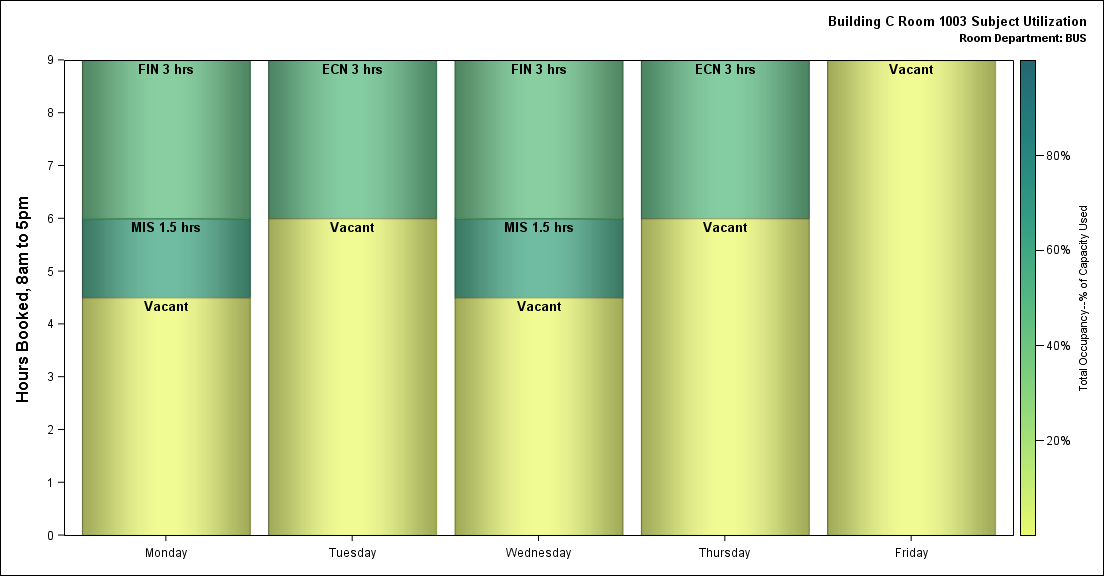 Building C Room 1003 Subject Utilization
Room Department: BUS
Hours Booked, 8am to 5pm
9
8
7
6
5
4
3
2
1
0
FIN 3 hrs
MIS 1.5 hrs
Vacant
ECN 3 hrs
Vacant
FIN 3 hrs
MIS 1.5 hrs
Vacant
ECN 3 hrs
Vacant
Vacant
Monday
Tuesday
Wednesday
Thursday
Friday
80%
60%
40%
20%
Total Occupancy--% of Capacity Used